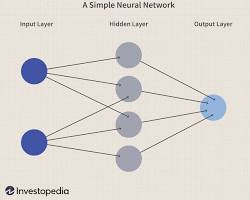 A Simple Neural Network
Input Layer
Hidden Layer
Output Layer
Investopedia